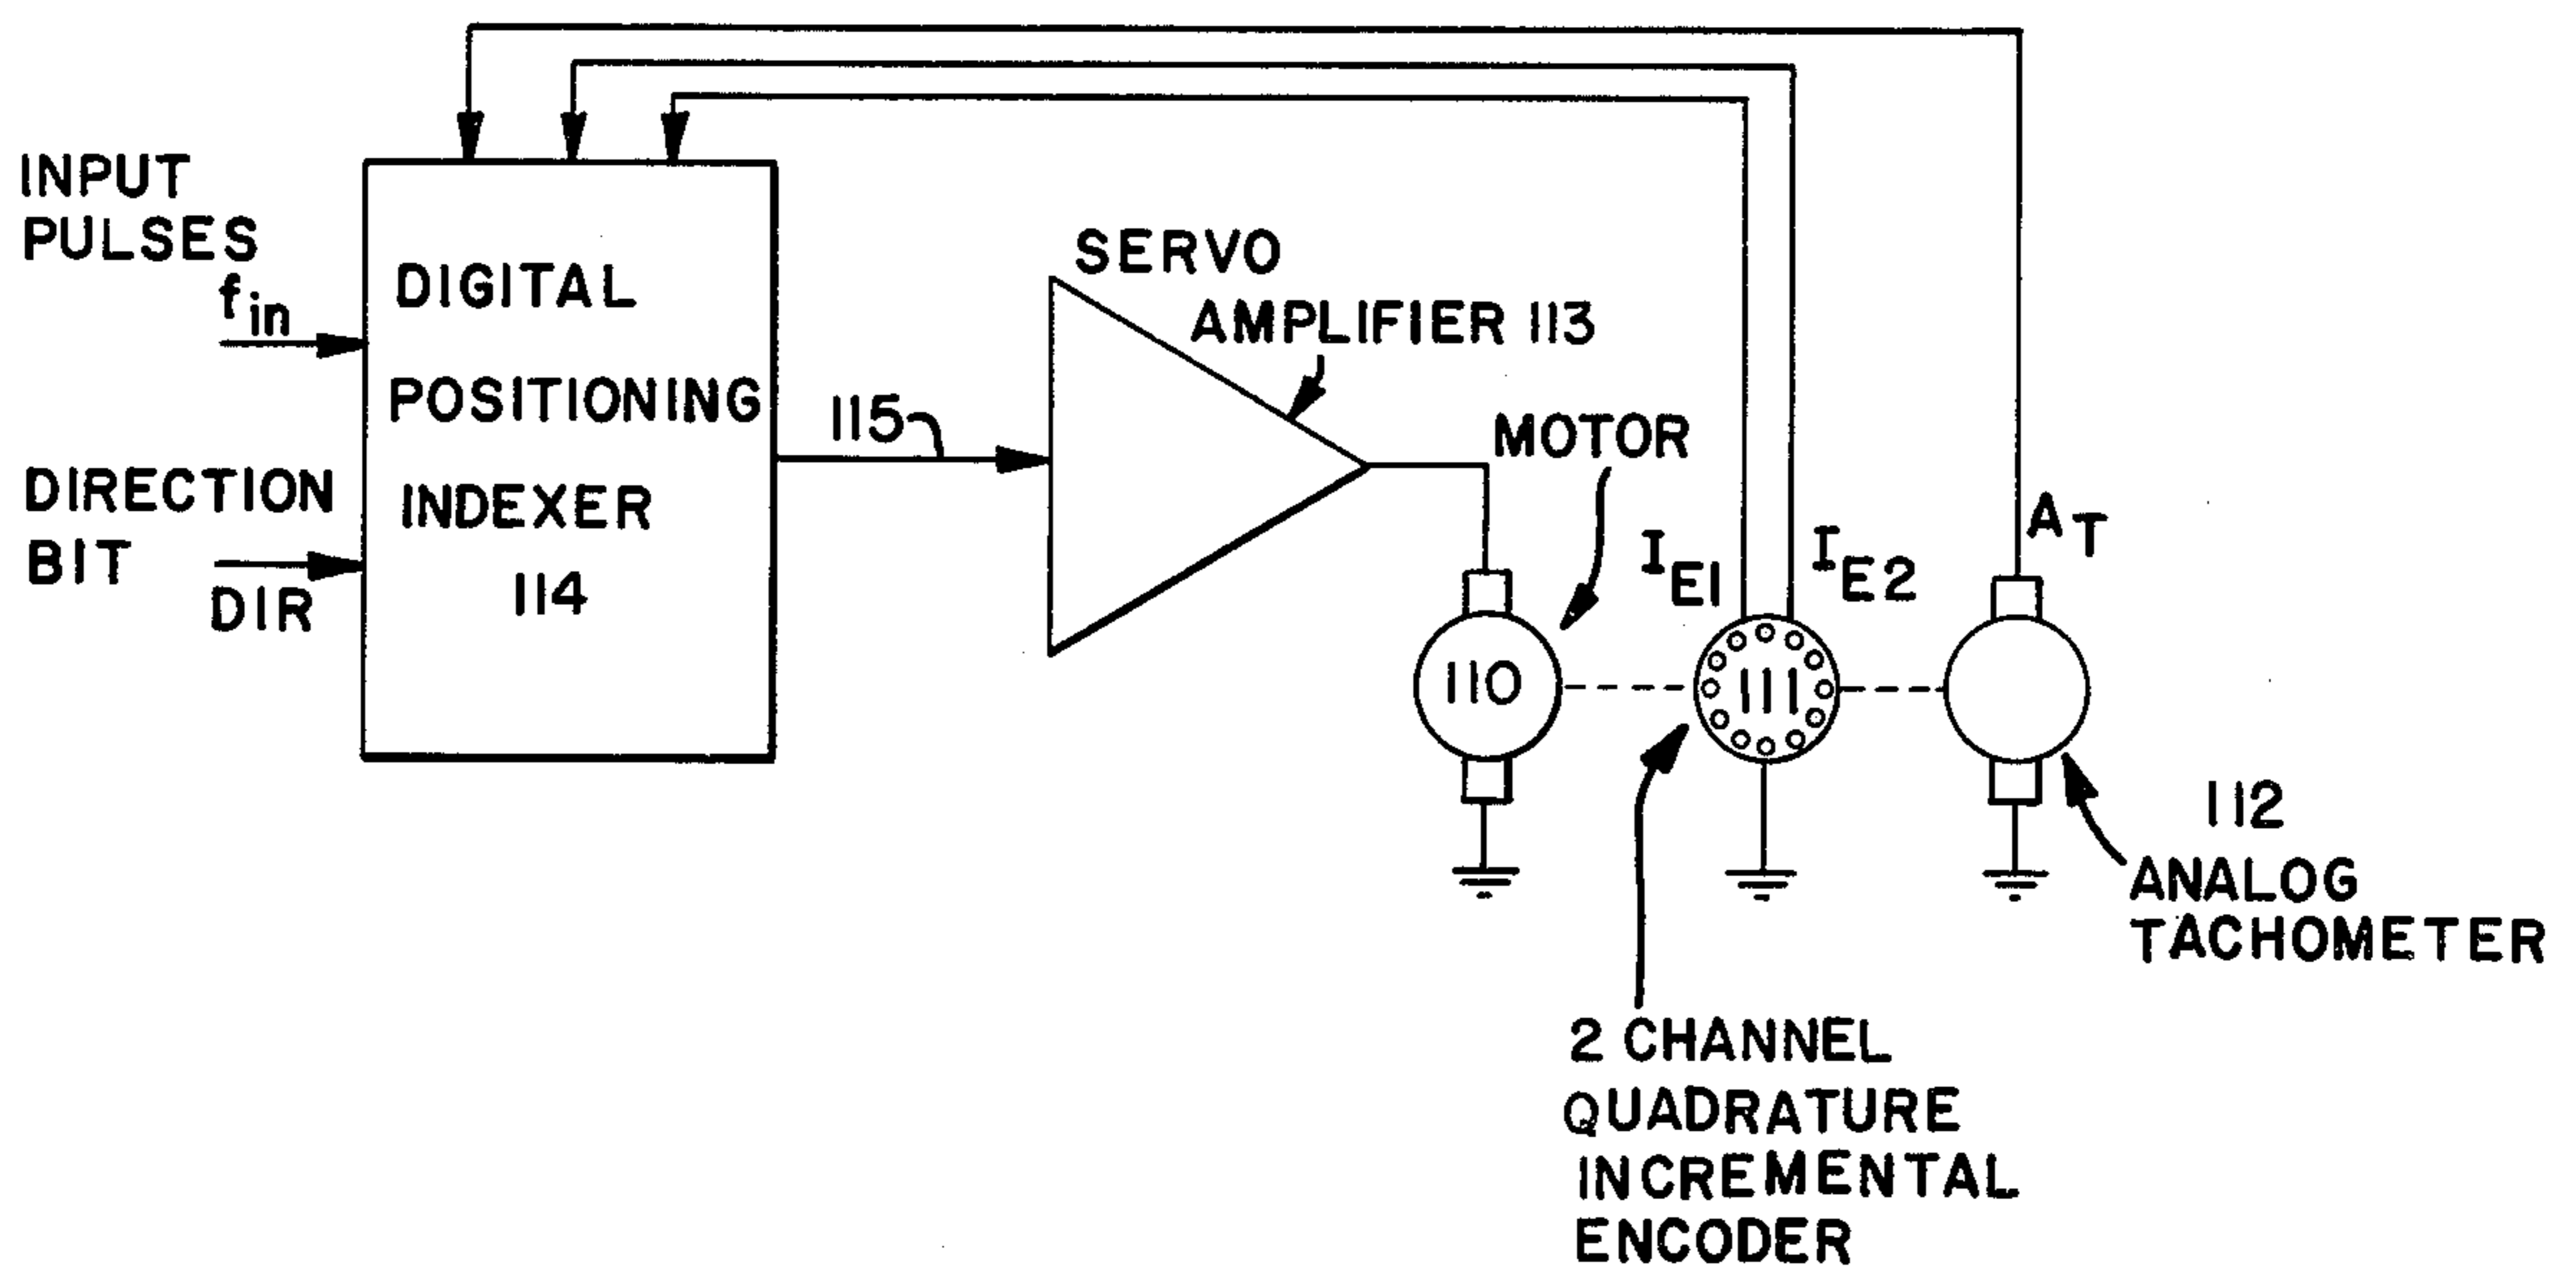 INPUT
PULSES
fin
DIRECTION
BIT
DIR
DIGITAL
POSITIONING
INDEXER
114
115
SERVO
AMPLIFIER 113
MOTOR
110
IE1
IE2
111
AT
112
ANALOG
TACHOMETER
2 CHANNEL
QUADRATURE
INCREMENTAL
ENCODER